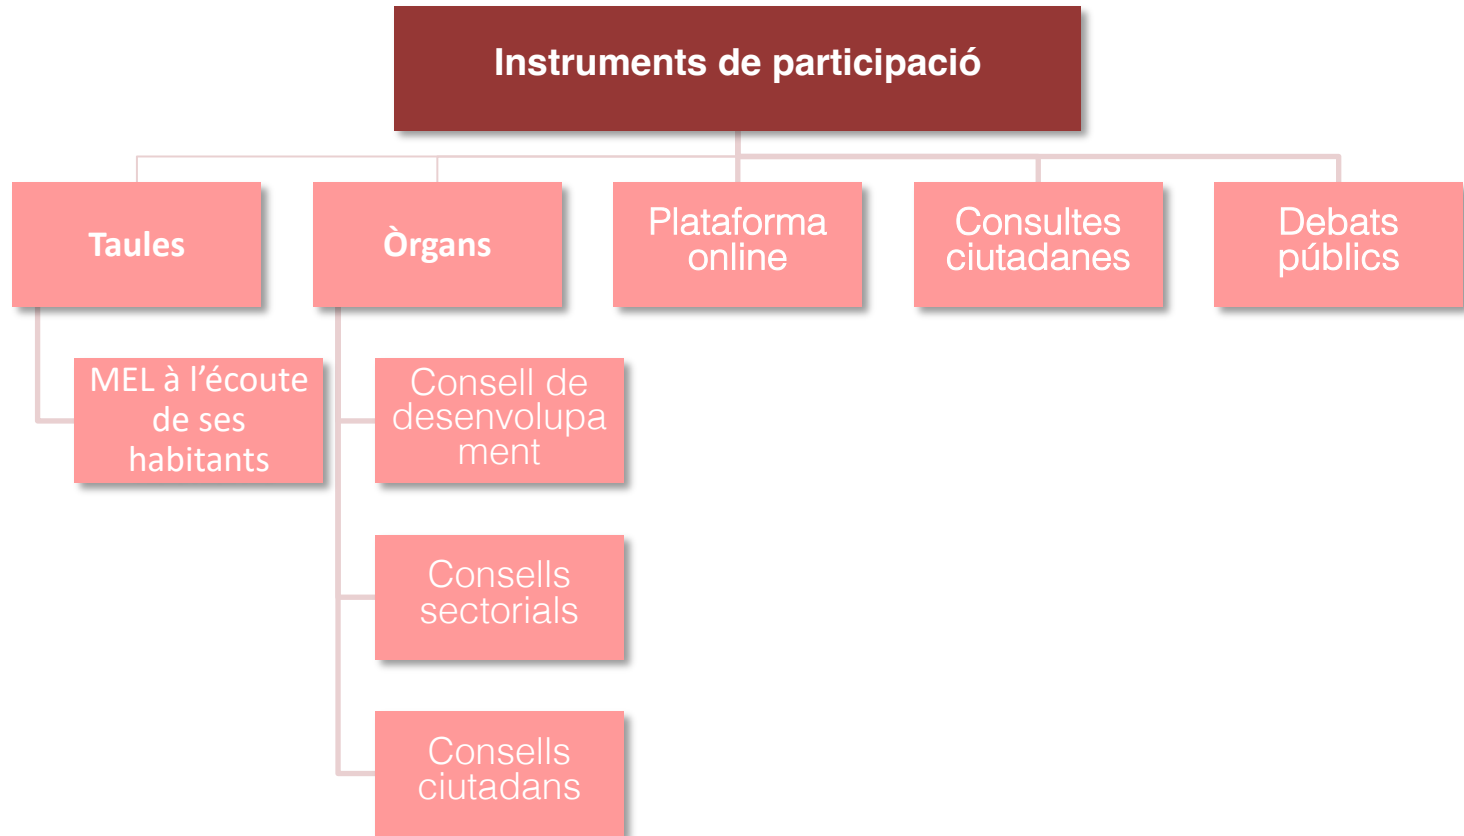 Instruments de participació
Taules
Òrgans
Plataforma
online
Consultes
ciutadanes
Debats
públics
MEL à l’écoute
de ses
habitants
Consell de
desenvolupa
ment
Consells
sectorials
Consells
ciutadans